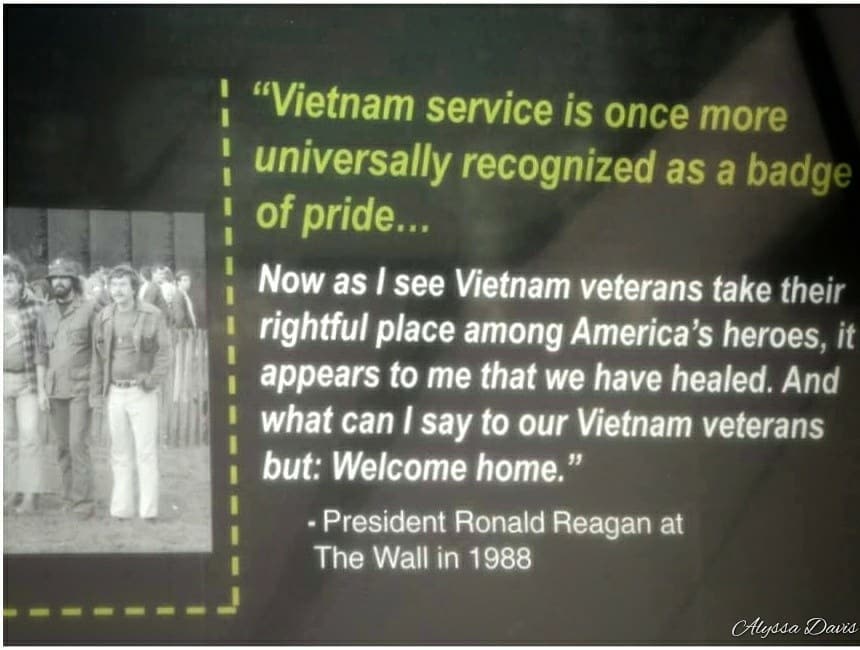 “Vietnam service is once more
universally recognized as a badge
of pride...
Now as I see Vietnam veterans take their
rightful place among America’s heroes, it
appears to me that we have healed. And
what can I say to our Vietnam veterans
but: Welcome home.”
- President Ronald Reagan at
The Wall in 1988
Alyssa Davis